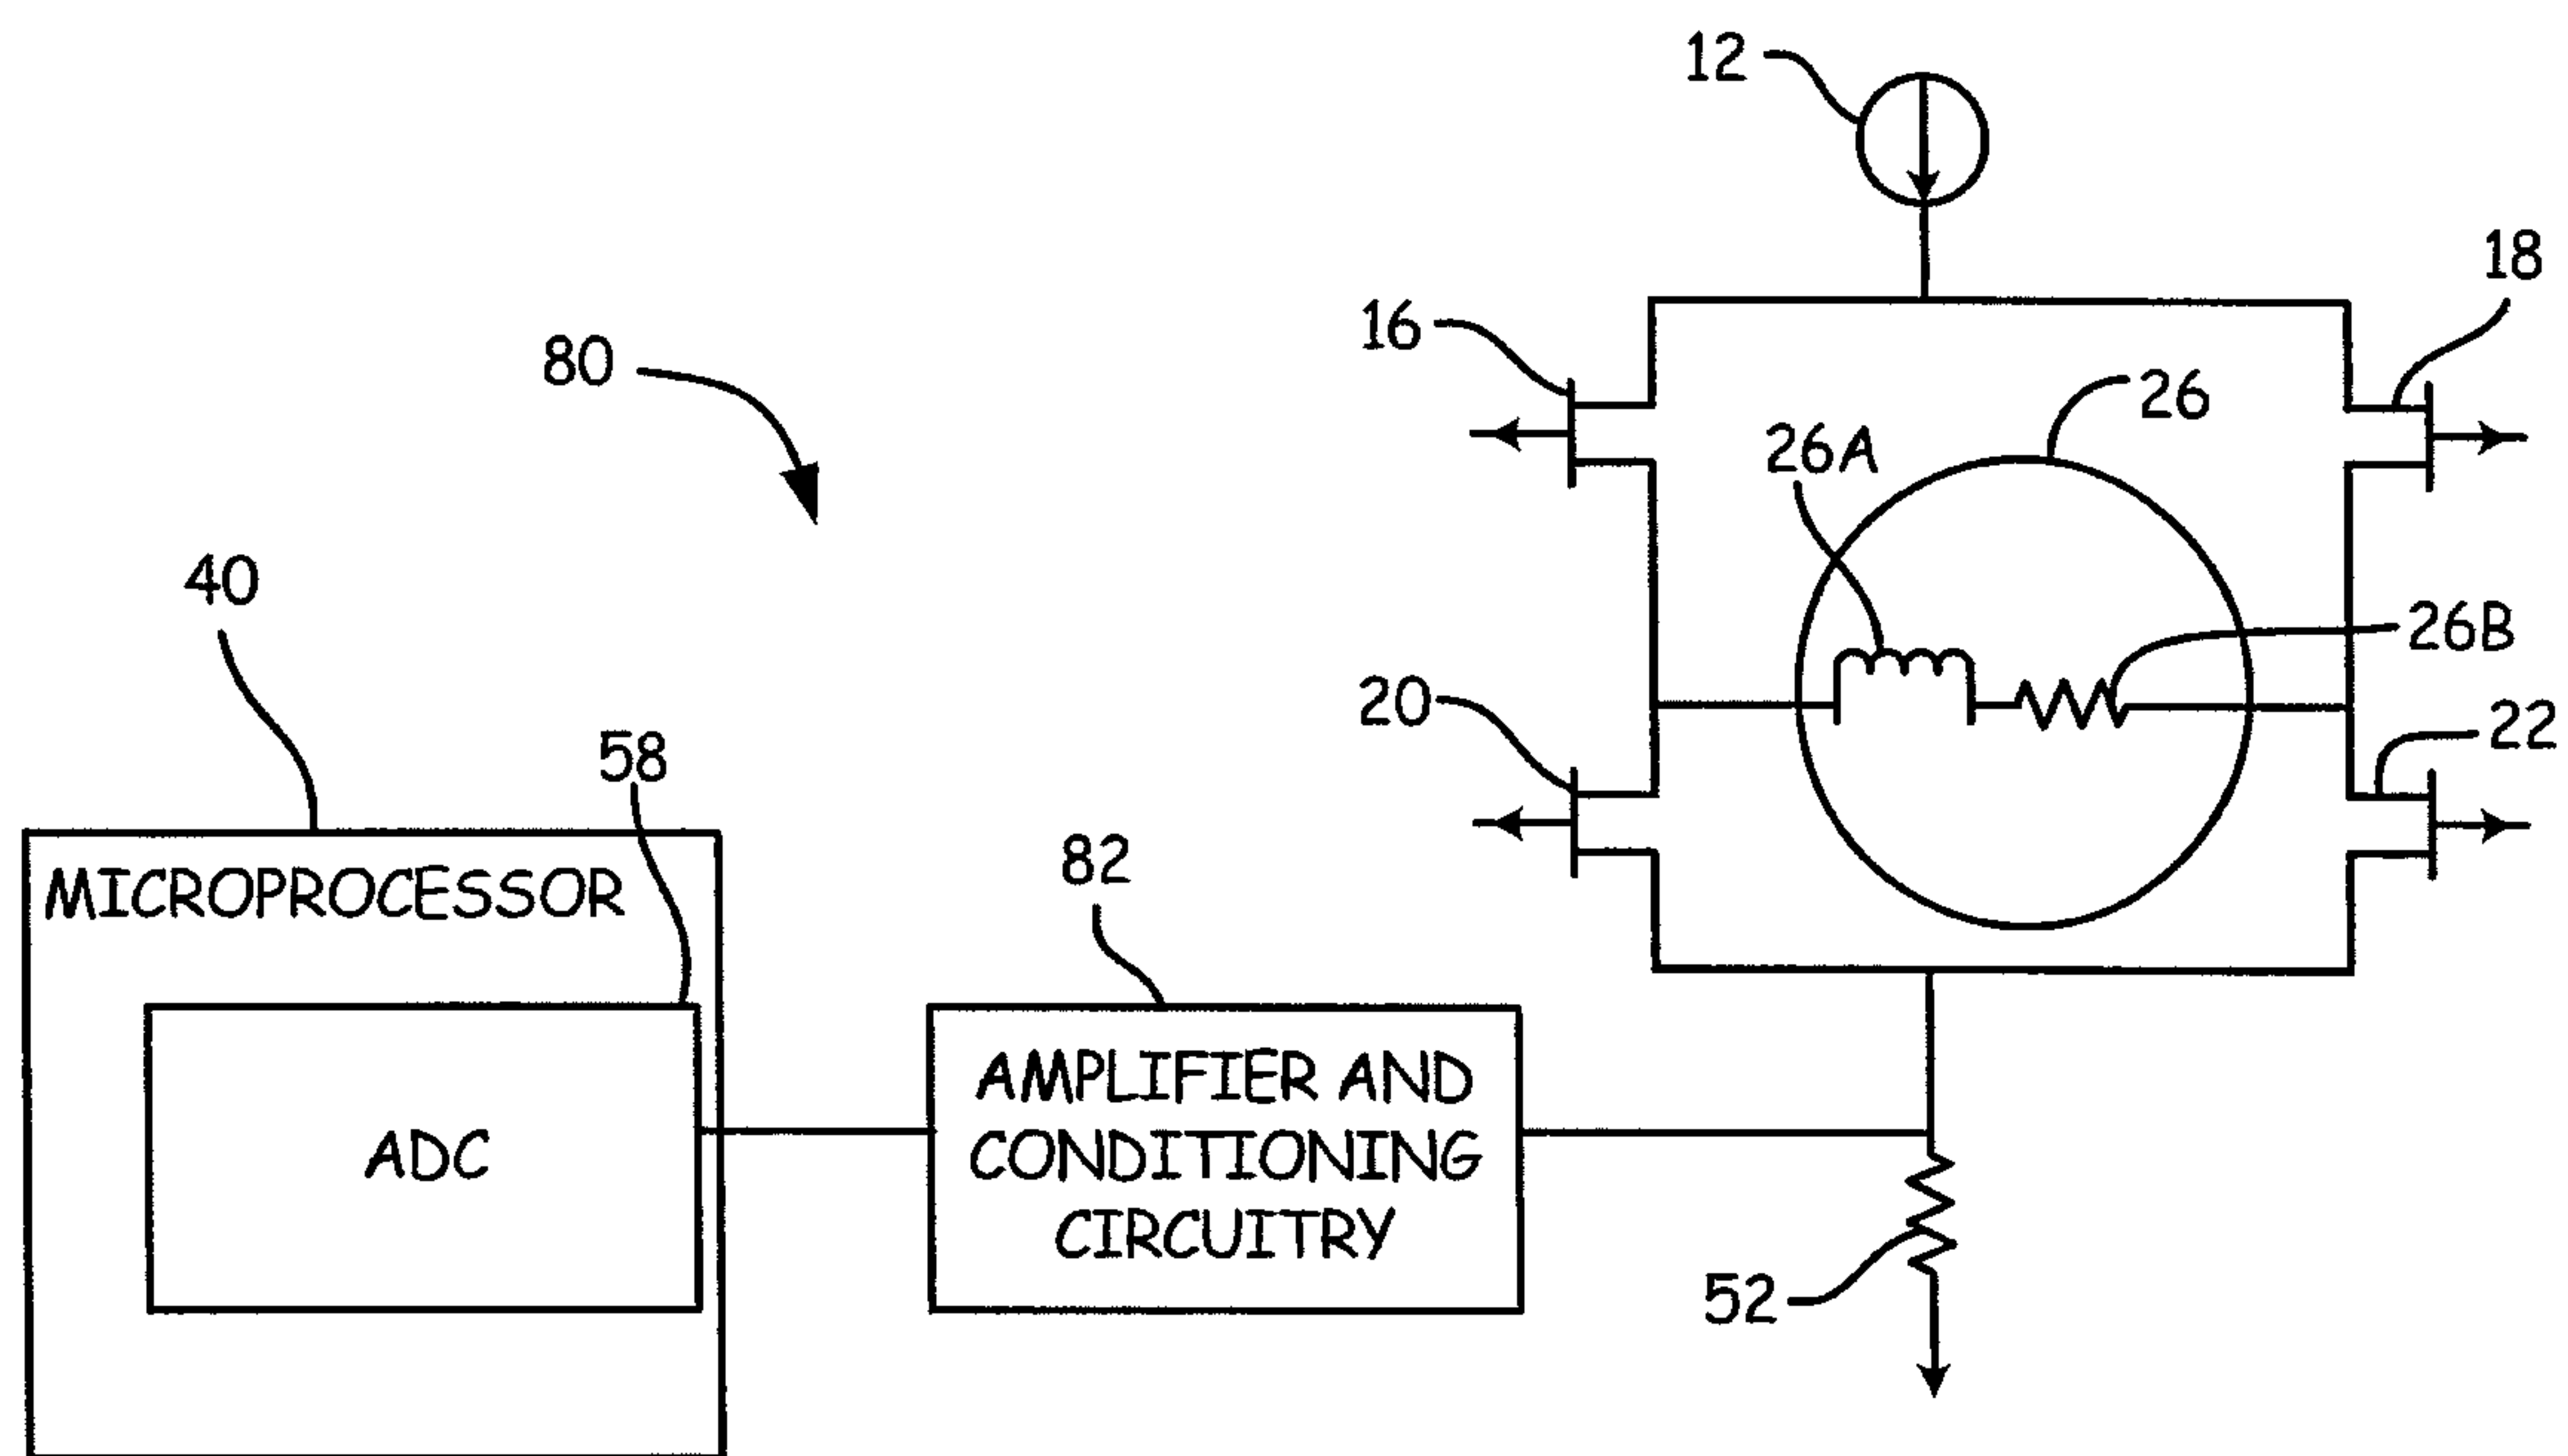 12
18
16
80
26
26A
40
26B
20
22
58
82
MICROPROCESSOR
AMPLIFIER AND
CONDITIONING
CIRCUITRY
ADC
52